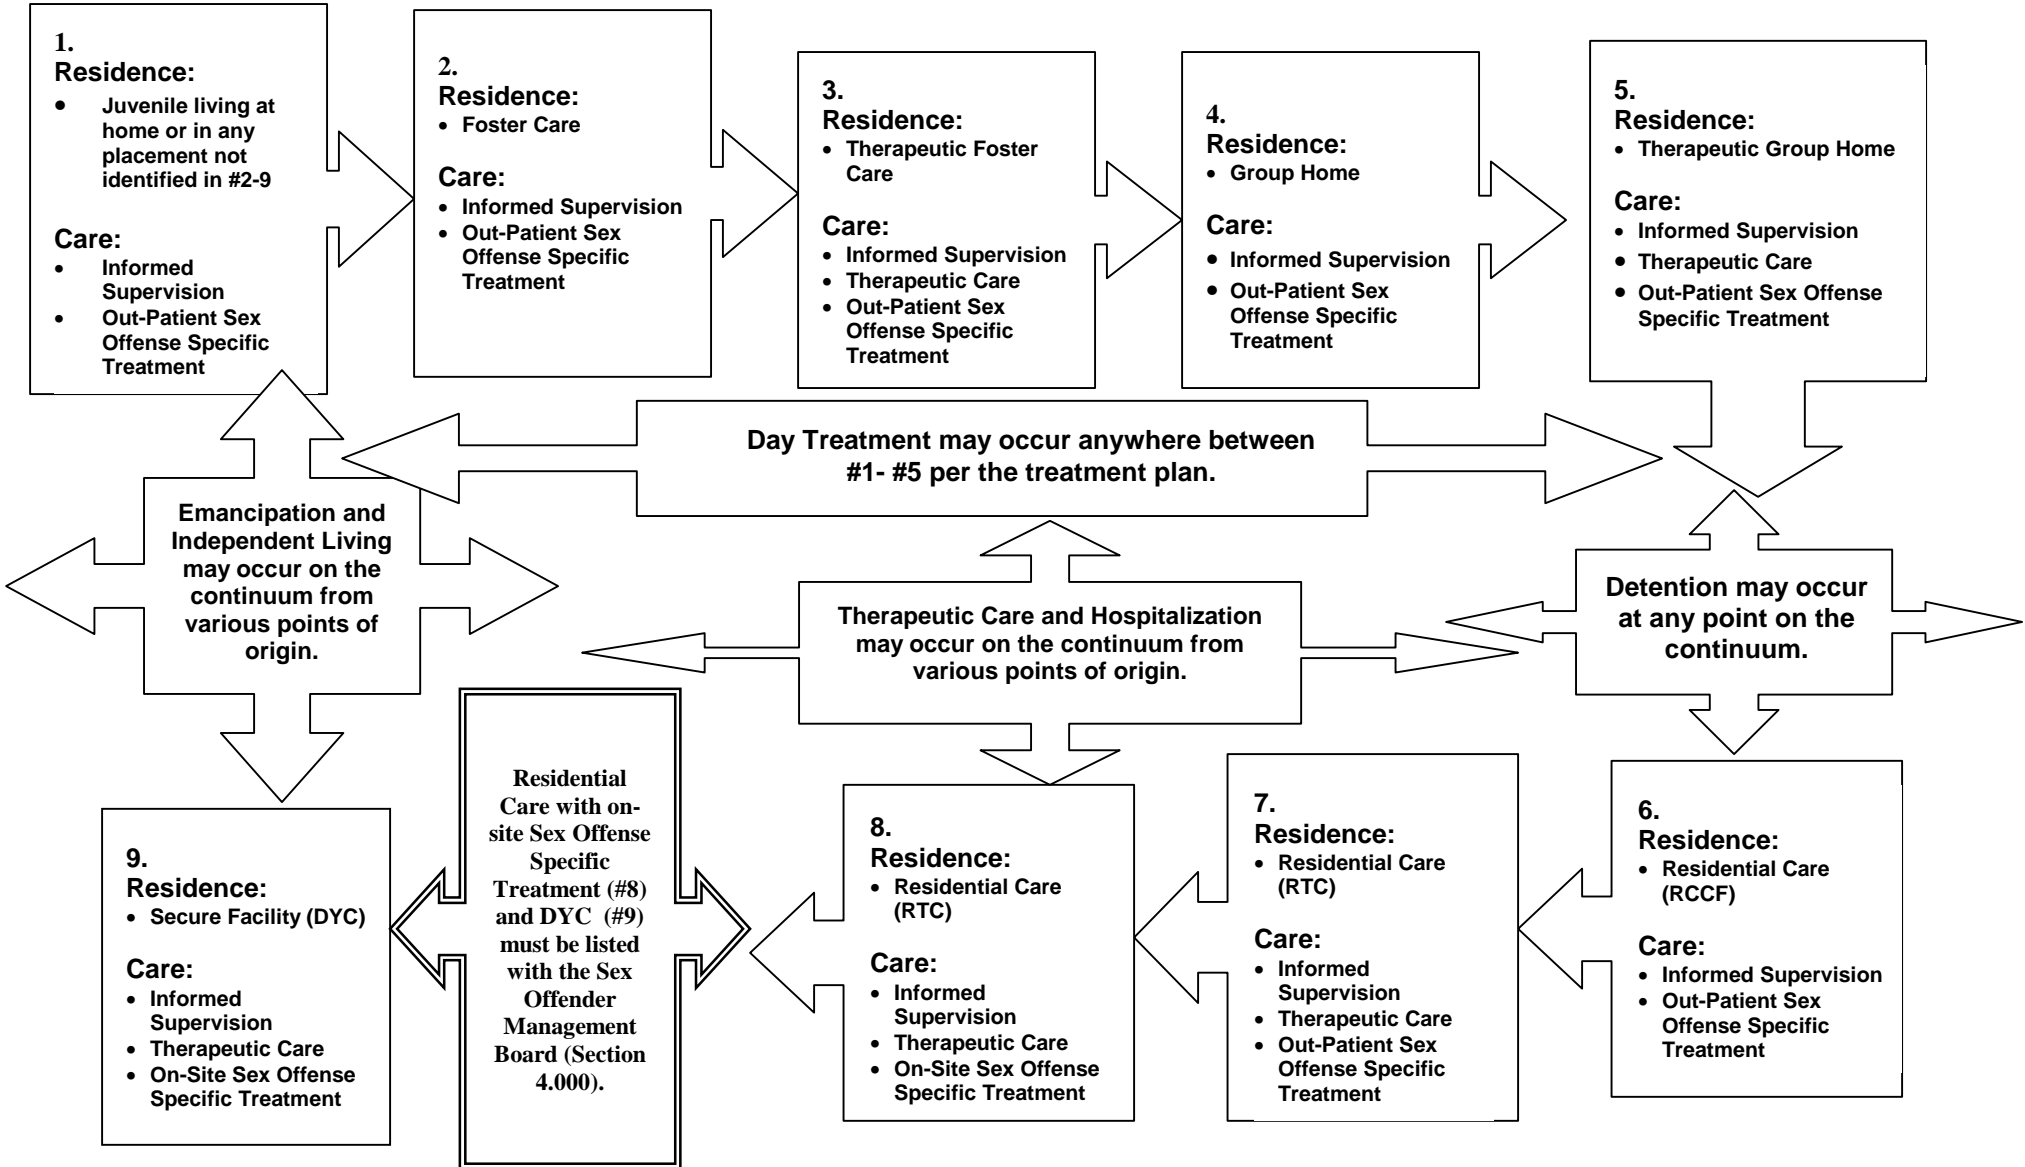 1.
Residence:
• Juvenile living at
home or in any
placement not
identified in #2-9
Care:
• Informed
Supervision
• Out-Patient Sex
Offense Specific
Treatment
2.
Residence:
• Foster Care
Care:
• Informed Supervision
• Out-Patient Sex
Offense Specific
Treatment
3.
Residence:
• Therapeutic Foster
Care
Care:
• Informed Supervision
• Therapeutic Care
• Out-Patient Sex
Offense Specific
Treatment
4.
Residence:
• Group Home
Care:
• Informed Supervision
• Out-Patient Sex
Offense Specific
Treatment
5.
Residence:
• Therapeutic Group Home
Care:
• Informed Supervision
• Therapeutic Care
• Out-Patient Sex Offense
Specific Treatment
Day Treatment may occur anywhere between
#1- #5 per the treatment plan.
Emancipation and
Independent Living
may occur on the
continuum from
various points of
origin.
Therapeutic Care and Hospitalization
may occur on the continuum from
various points of origin.
Detention may occur
at any point on the
continuum.
6.
Residence:
• Residential Care
(RCCF)
Care:
• Informed Supervision
• Out-Patient Sex
Offense Specific
Treatment
7.
Residence:
• Residential Care
(RTC)
Care:
• Informed
Supervision
• Therapeutic Care
• Out-Patient Sex
Offense Specific
Treatment
8.
Residence:
• Residential Care
(RTC)
Care:
• Informed
Supervision
• Therapeutic Care
• On-Site Sex Offense
Specific Treatment
Residential
Care with on-
site Sex Offense
Specific
Treatment (#8)
and DYC (#9)
must be listed
with the Sex
Offender
Management
Board (Section
4.000).
9.
Residence:
• Secure Facility (DYC)
Care:
• Informed
Supervision
• Therapeutic Care
• On-Site Sex Offense
Specific Treatment